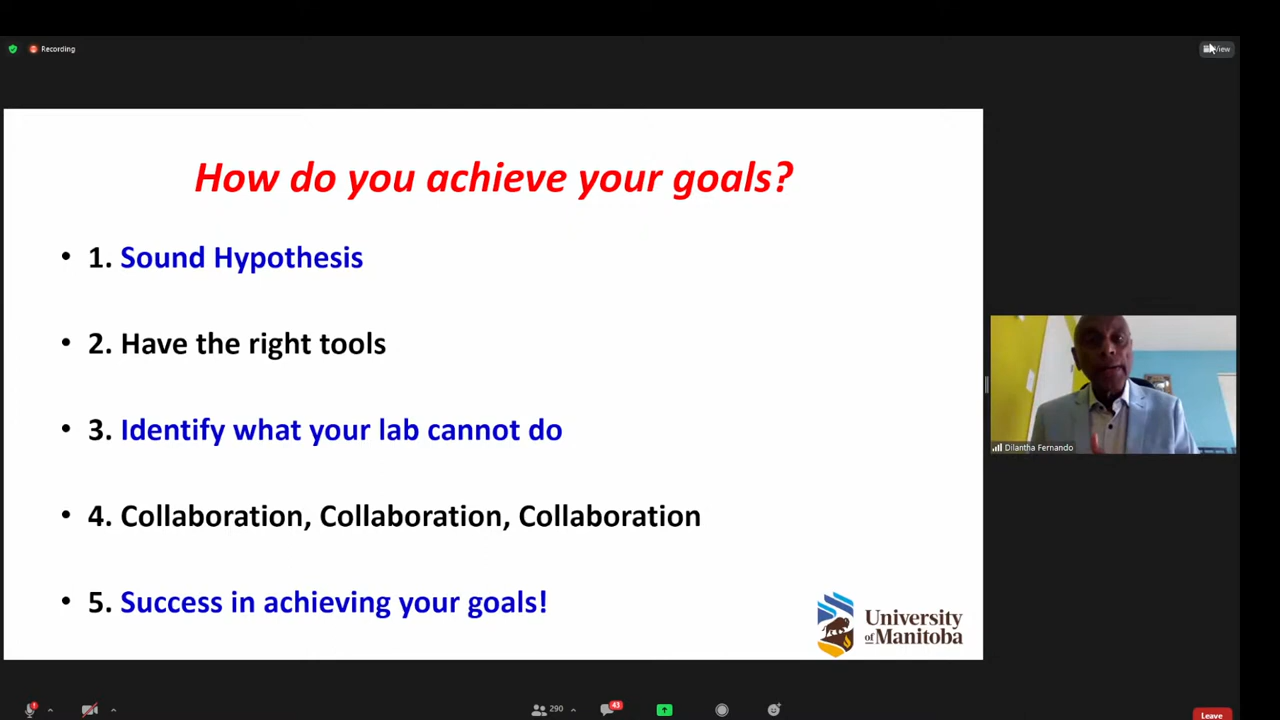 Recording
View
How do you achieve your goals?
• 1. Sound Hypothesis
• 2. Have the right tools
• 3. Identify what your lab cannot do
• 4. Collaboration, Collaboration, Collaboration
• 5. Success in achieving your goals!
University
of Manitoba
Dilantha Fernando
290
43
Leave